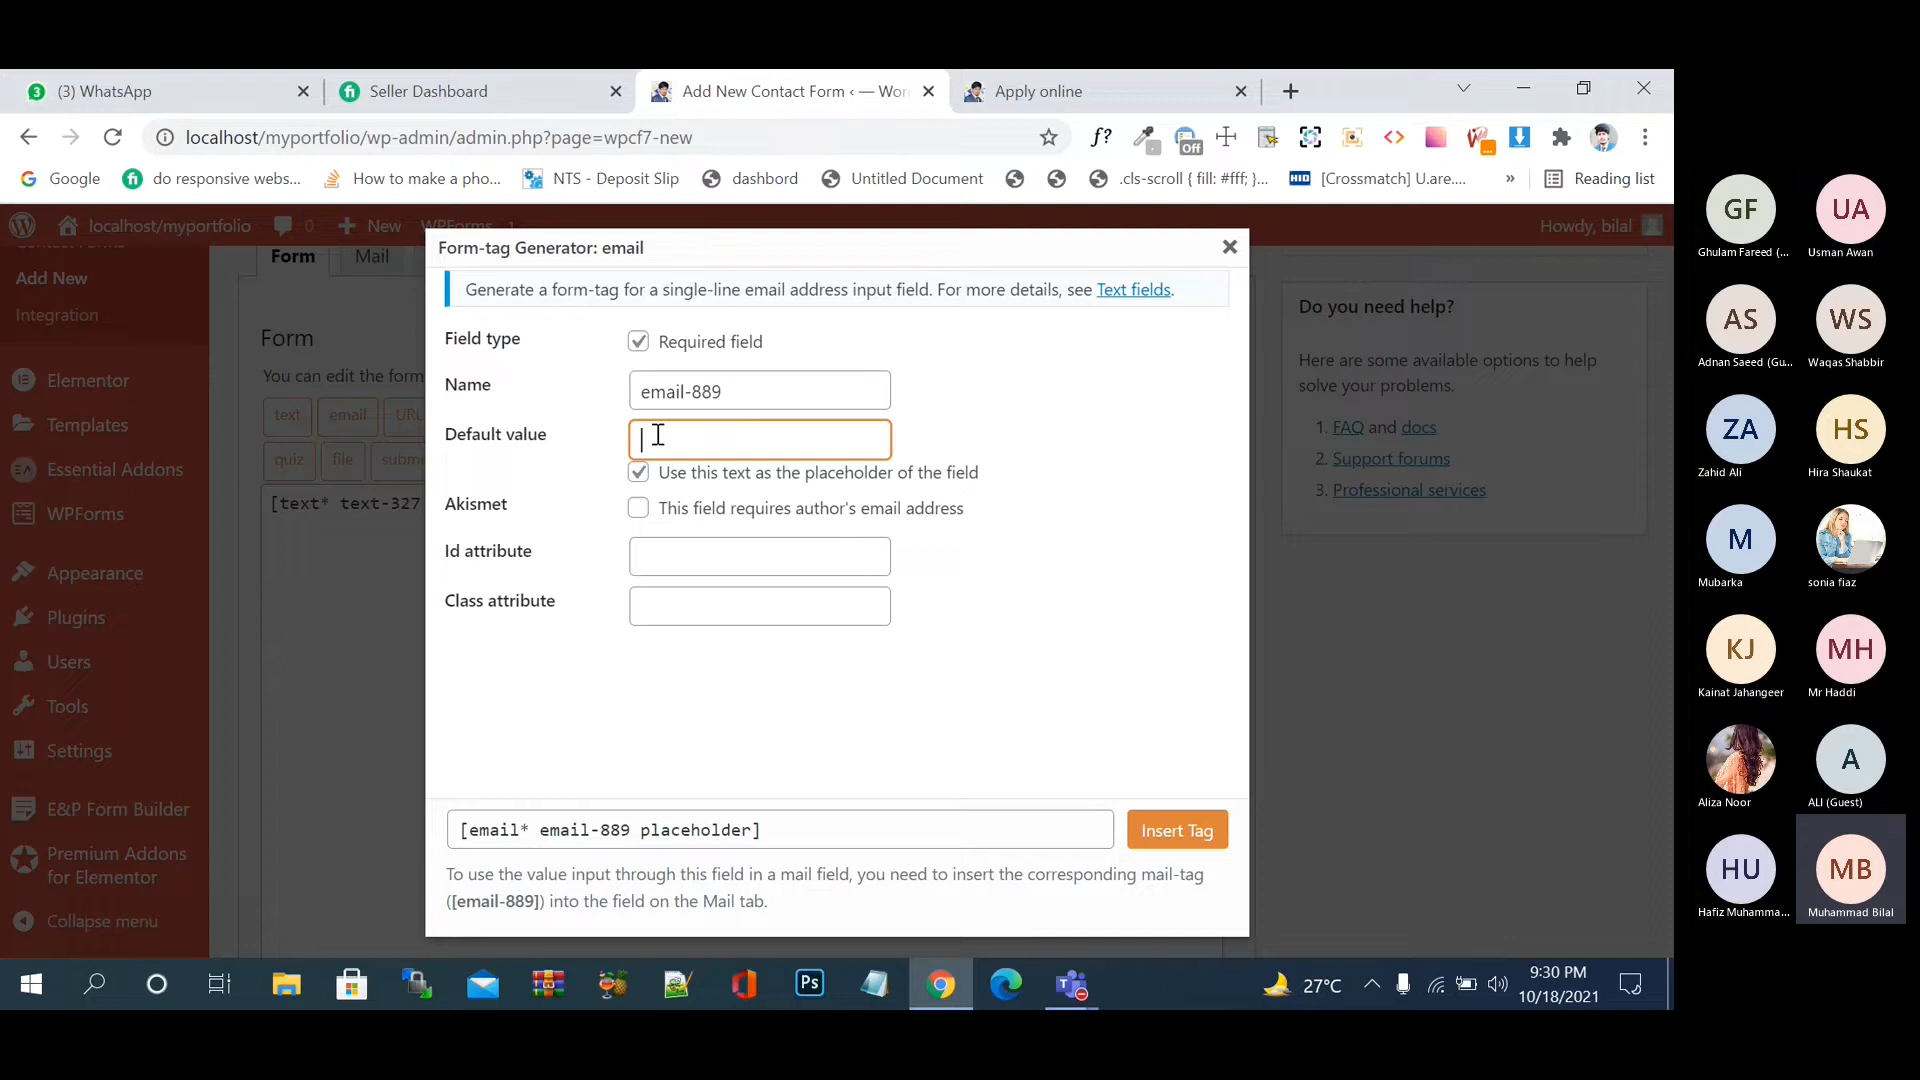 3 (3) WhatsApp
Seller Dashboard
Add New Contact Form ‹ — Wor
Apply online
localhost/myportfolio/wp-admin/admin.php?page=wpcf7-new
f?
Off
Google
do responsive webs...
How to make a pho...
NTS - Deposit Slip
dashbord
Untitled Document
.cls-scroll { fill: #fff; }...
HID [Crossmatch] U.are....
»
Reading list
localhost/myportfolio
0
New
WPForms 1
Howdy, bilal
Contact Forms
Add New
Integration
Elementor
Templates
Essential Addons
WPForms
Appearance
Plugins
Users
Tools
Settings
E&P Form Builder
Premium Addons
for Elementor
Collapse menu
Form
Mail
Form
You can edit the form
text
email
URL
quiz
file
submi
[text* text-327
Form-tag Generator: email
Generate a form-tag for a single-line email address input field. For more details, see Text fields.
Field type
Required field
Name
email-889
Default value
Use this text as the placeholder of the field
Akismet
This field requires author's email address
Id attribute
Class attribute
[email* email-889 placeholder]
Insert Tag
To use the value input through this field in a mail field, you need to insert the corresponding mail-tag
([email-889]) into the field on the Mail tab.
Do you need help?
Here are some available options to help
solve your problems.
1. FAQ and docs
2. Support forums
3. Professional services
Ps
27°C
9:30 PM
10/18/2021
GF
Ghulam Fareed (...
UA
Usman Awan
AS
Adnan Saeed (Gu...
WS
Waqas Shabbir
ZA
Zahid Ali
HS
Hira Shaukat
M
Mubarka
sonia fiaz
KJ
Kainat Jahangeer
MH
Mr Haddi
Aliza Noor
A
ALI (Guest)
HU
Hafiz Muhamma...
MB
Muhammad Bilal